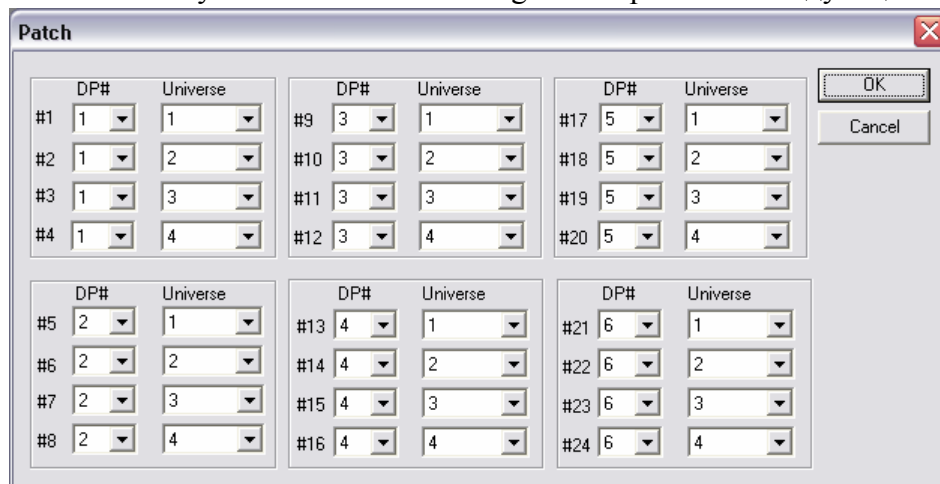 Patch
DP# Universe DP# Universe DP# Universe OK
#1 1 1 #9 3 1 #17 5 1 Cancel
#2 1 2 #10 3 2 #18 5 2
#3 1 3 #11 3 3 #19 5 3
#4 1 4 #12 3 4 #20 5 4
DP# Universe DP# Universe DP# Universe
#5 2 1 #13 4 1 #21 6 1
#6 2 2 #14 4 2 #22 6 2
#7 2 3 #15 4 3 #23 6 3
#8 2 4 #16 4 4 #24 6 4